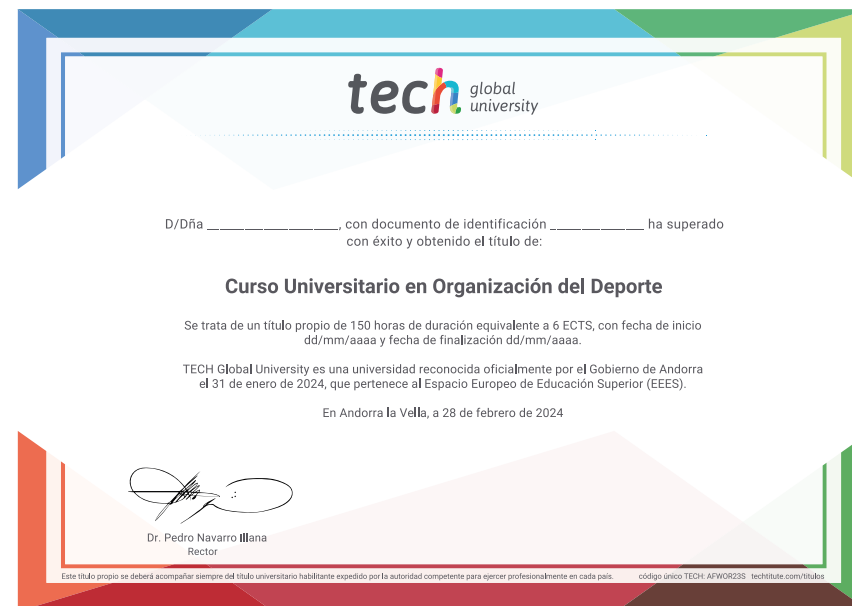 tech global university
D/Dña ____________________, con documento de identificación ______________ ha superado
con éxito y obtenido el título de:
Curso Universitario en Organización del Deporte
Se trata de un título propio de 150 horas de duración equivalente a 6 ECTS, con fecha de inicio
dd/mm/aaaa y fecha de finalización dd/mm/aaaa.
TECH Global University es una universidad reconocida oficialmente por el Gobierno de Andorra
el 31 de enero de 2024, que pertenece al Espacio Europeo de Educación Superior (EEES).
En Andorra la Vella, a 28 de febrero de 2024
Dr. Pedro Navarro Illana
Rector
Este título propio se deberá acompañar siempre del título universitario habilitante expedido por la autoridad competente para ejercer profesionalmente en cada país. código único TECH: AFWOR23S techtitute.com/titulos